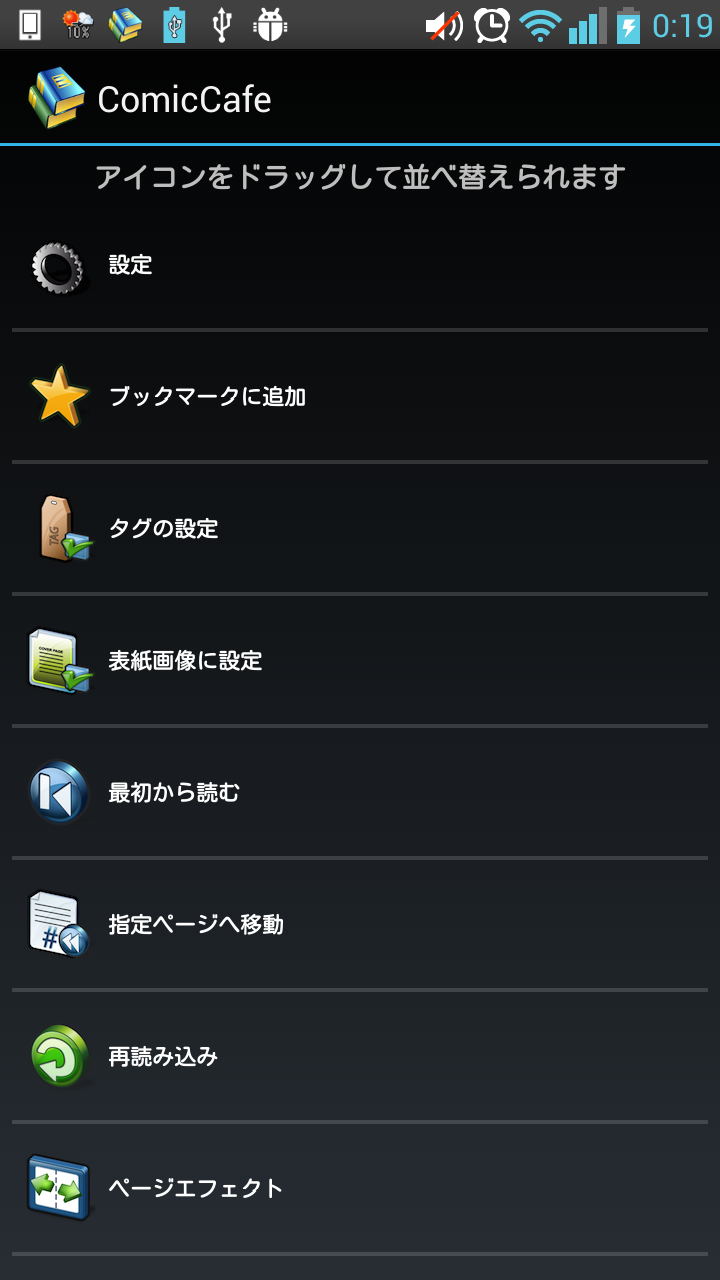 10% 0:19
ComicCafe
アイコンをドラッグして並べ替えられます
設定
ブックマークに追加
TAG
タグの設定
COVER PAGE
表紙画像に設定
最初から読む
#
指定ページへ移動
再読み込み
ページエフェクト